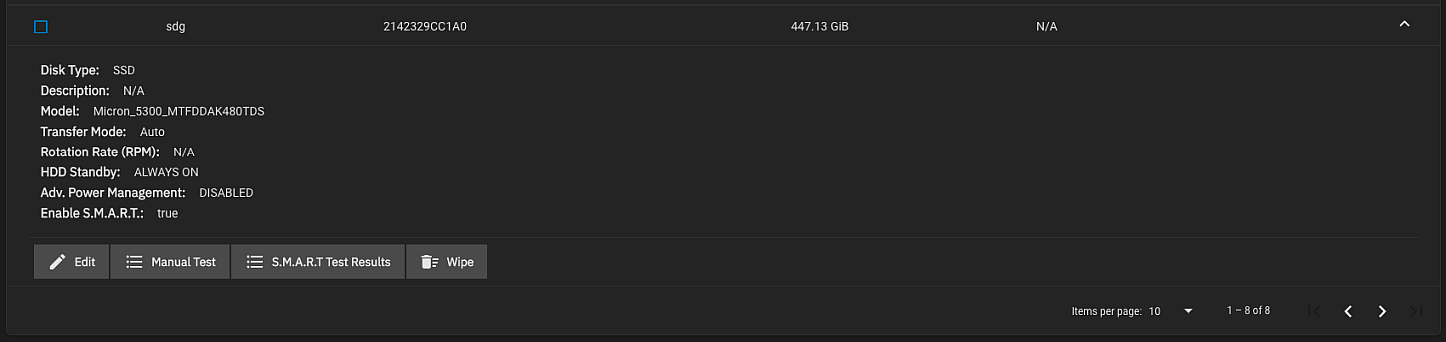 sdg 2142329CC1A0 447.13 GiB N/A
Disk Type: SSD
Description: N/A
Model: Micron_5300_MTFDDAK480TDS
Transfer Mode: Auto
Rotation Rate (RPM): N/A
HDD Standby: ALWAYS ON
Adv. Power Management: DISABLED
Enable S.M.A.R.T.: true
Edit Manual Test S.M.A.R.T Test Results Wipe
Items per page: 10 1 – 8 of 8